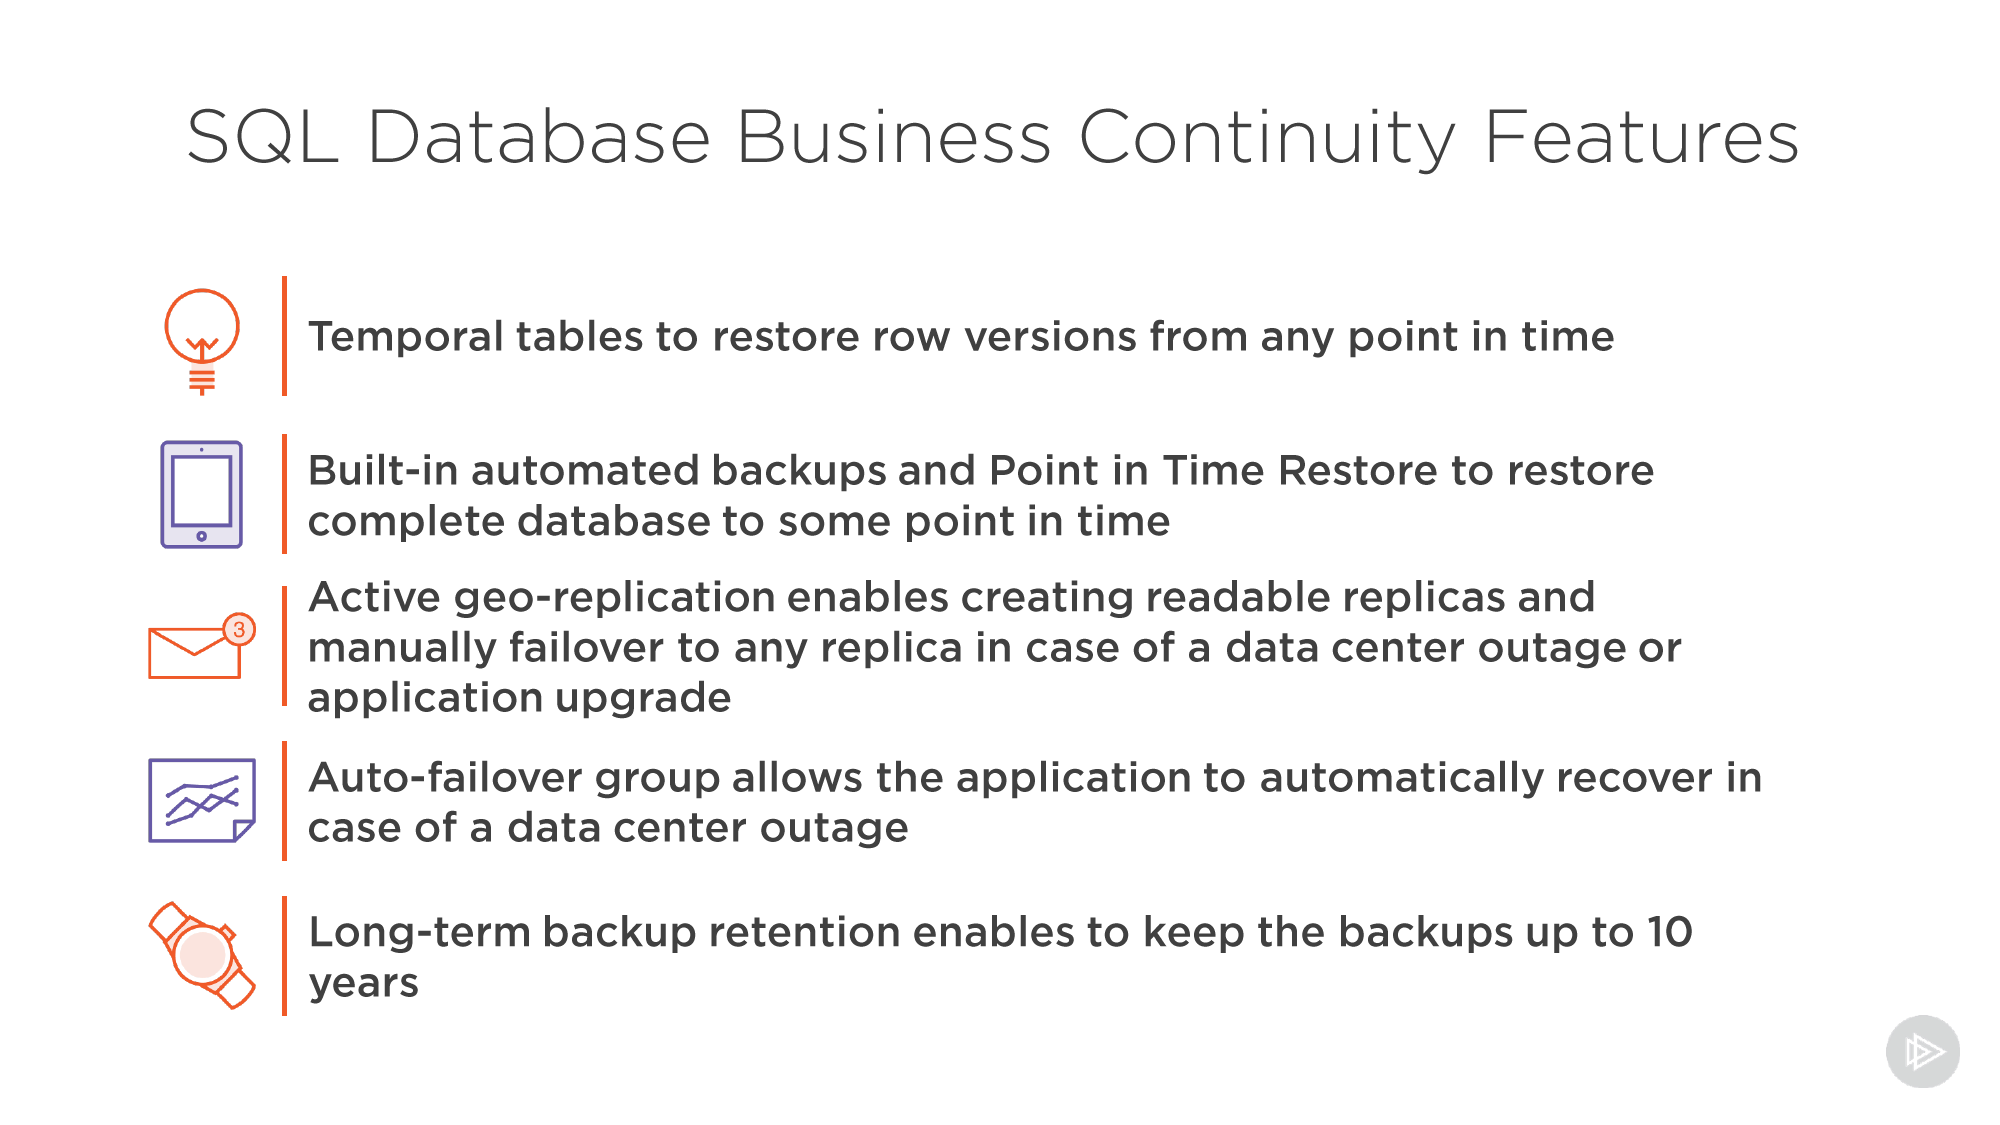 SQL Database Business Continuity Features
Temporal tables to restore row versions from any point in time
Built-in automated backups and Point in Time Restore to restore
complete database to some point in time
Active geo-replication enables creating readable replicas and
manually failover to any replica in case of a data center outage or
application upgrade
3
Auto-failover group allows the application to automatically recover in
case of a data center outage
Long-term backup retention enables to keep the backups up to 10
years